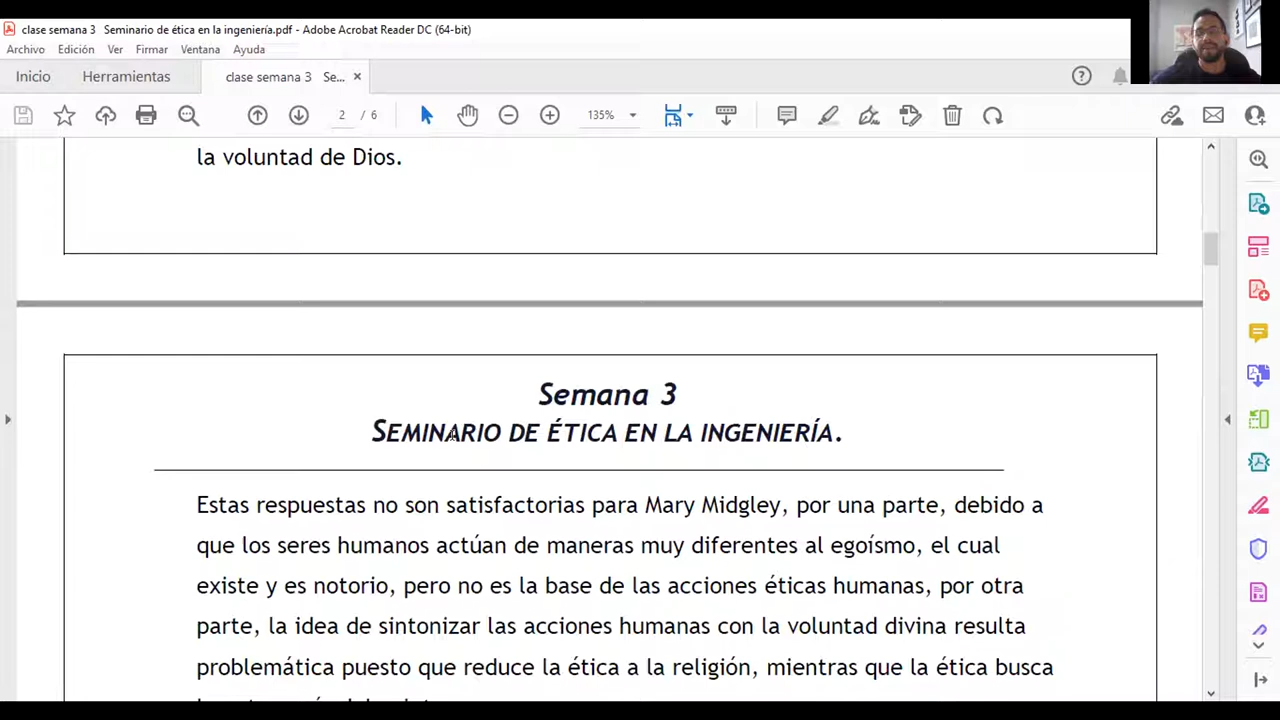 clase semana 3 Seminario de ética en la ingeniería.pdf - Adobe Acrobat Reader DC (64-bit)
Archivo Edición Ver Firmar Ventana Ayuda
Inicio Herramientas clase semana 3 Se... ×
2 / 6 135%
la voluntad de Dios.
Semana 3
SEMINARIO DE ÉTICA EN LA INGENIERÍA.
Estas respuestas no son satisfactorias para Mary Midgley, por una parte, debido a
que los seres humanos actúan de maneras muy diferentes al egoísmo, el cual
existe y es notorio, pero no es la base de las acciones éticas humanas, por otra
parte, la idea de sintonizar las acciones humanas con la voluntad divina resulta
problemática puesto que reduce la ética a la religión, mientras que la ética busca